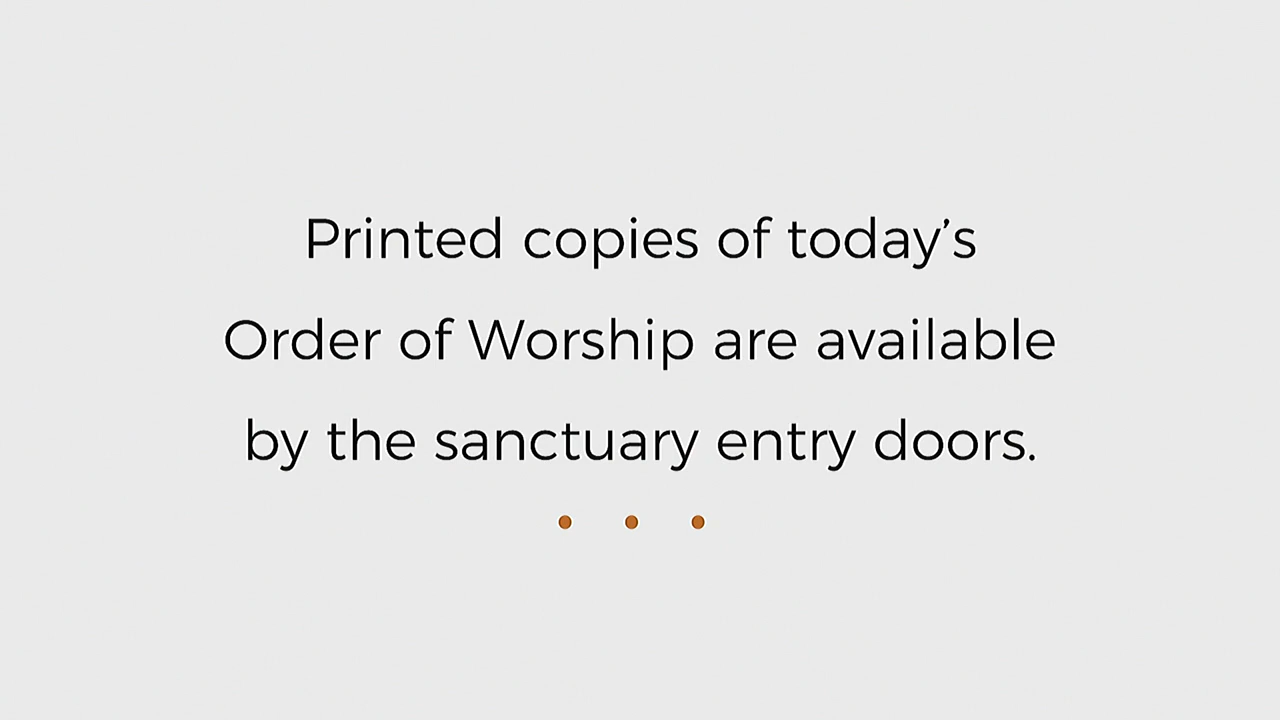 Printed copies of today’s
Order of Worship are available
by the sanctuary entry doors.